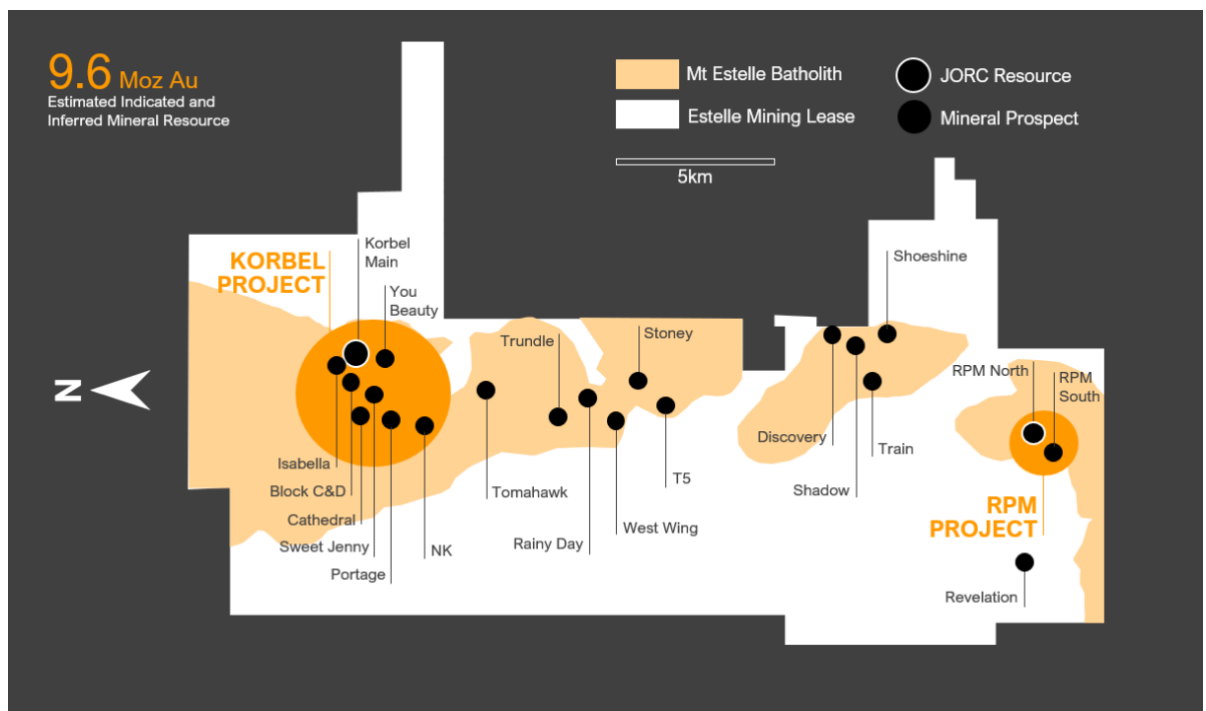 9.6 Moz Au
Estimated Indicated and
Inferred Mineral Resource
Mt Estelle Batholith
Estelle Mining Lease
JORC Resource
Mineral Prospect
5km
N
KORBEL
PROJECT
Korbel
Main
You
Beauty
Trundle
Stoney
Shoeshine
RPM North
RPM
South
Isabella
Block C&D
Cathedral
Sweet Jenny
Portage
NK
Tomahawk
Rainy Day
West Wing
T5
Discovery
Shadow
Train
RPM
PROJECT
Revelation